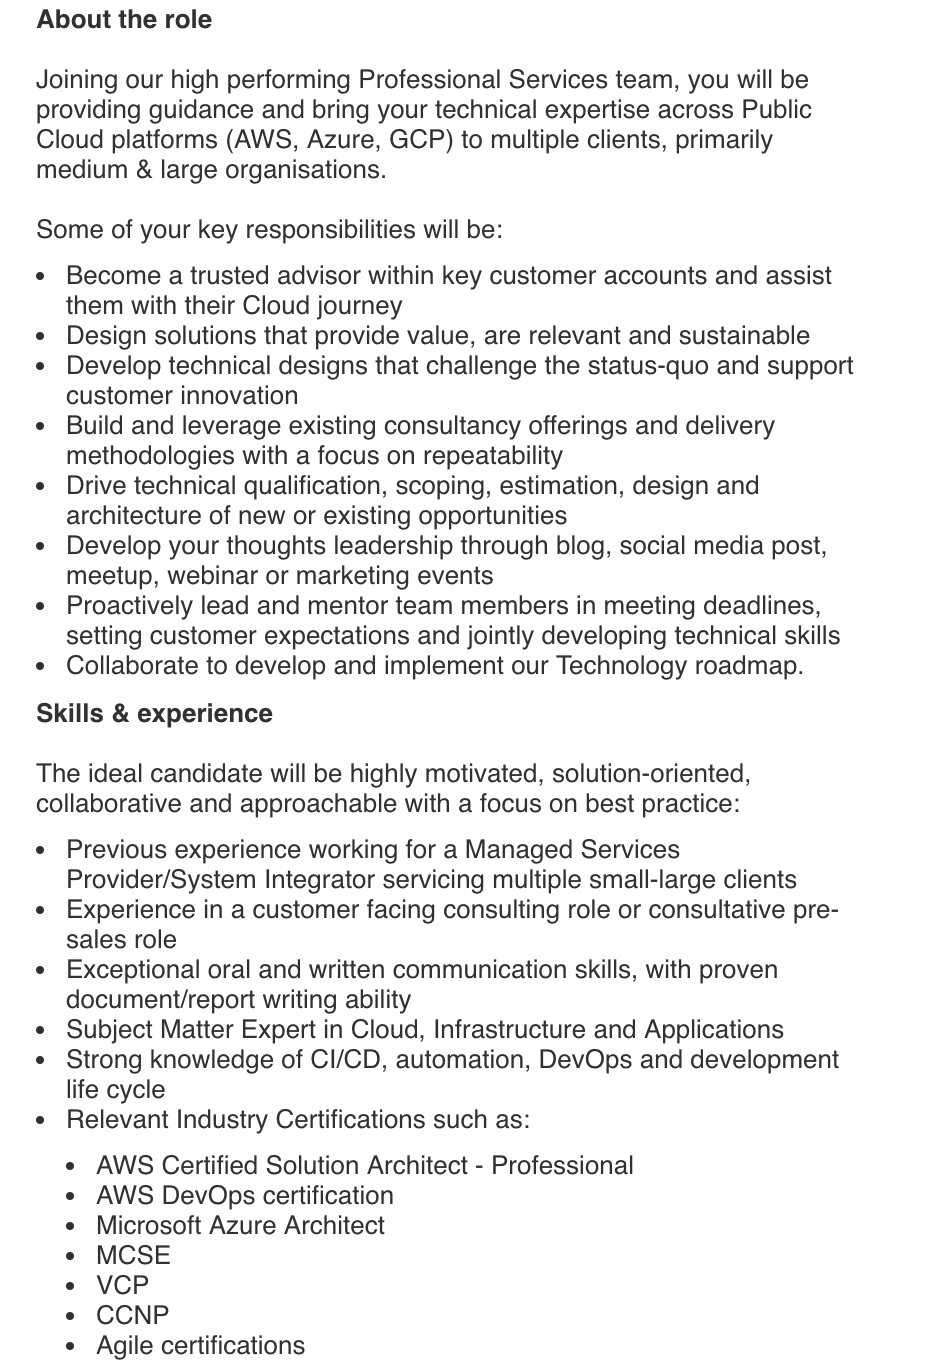 About the role
Joining our high performing Professional Services team, you will be
providing guidance and bring your technical expertise across Public
Cloud platforms (AWS, Azure, GCP) to multiple clients, primarily
medium & large organisations.
Some of your key responsibilities will be:
• Become a trusted advisor within key customer accounts and assist
them with their Cloud journey
• Design solutions that provide value, are relevant and sustainable
• Develop technical designs that challenge the status-quo and support
customer innovation
• Build and leverage existing consultancy offerings and delivery
methodologies with a focus on repeatability
• Drive technical qualification, scoping, estimation, design and
architecture of new or existing opportunities
• Develop your thoughts leadership through blog, social media post,
meetup, webinar or marketing events
• Proactively lead and mentor team members in meeting deadlines,
setting customer expectations and jointly developing technical skills
• Collaborate to develop and implement our Technology roadmap.
Skills & experience
The ideal candidate will be highly motivated, solution-oriented,
collaborative and approachable with a focus on best practice:
• Previous experience working for a Managed Services
Provider/System Integrator servicing multiple small-large clients
• Experience in a customer facing consulting role or consultative pre-
sales role
• Exceptional oral and written communication skills, with proven
document/report writing ability
• Subject Matter Expert in Cloud, Infrastructure and Applications
• Strong knowledge of CI/CD, automation, DevOps and development
life cycle
• Relevant Industry Certifications such as:
• AWS Certified Solution Architect - Professional
• AWS DevOps certification
• Microsoft Azure Architect
• MCSE
• VCP
• CCNP
• Agile certifications